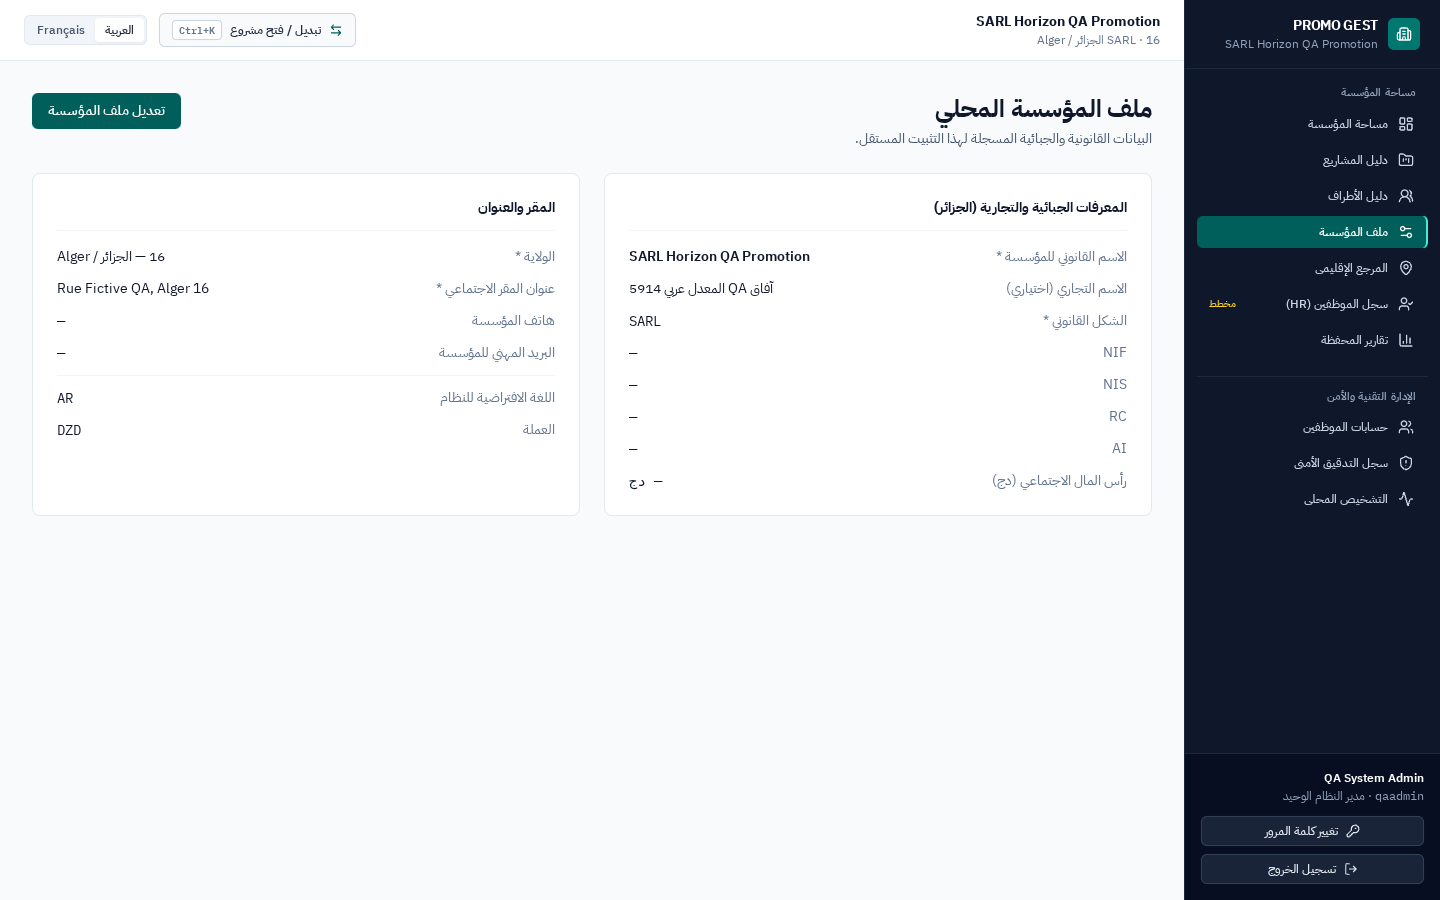 PROMO GEST
SARL Horizon QA Promotion
مساحة المؤسسة
مساحة المؤسسة
دليل المشاريع
دليل الأطراف
ملف المؤسسة
المرجع الإقليمي
سجل الموظفين (HR) مخطط
تقارير المحفظة
الإدارة التقنية والأمن
حسابات الموظفين
سجل التدقيق الأمني
التشخيص المحلي
QA System Admin
qaadmin · مدير النظام الوحيد
تغيير كلمة المرور
تسجيل الخروج
SARL Horizon QA Promotion
SARL · 16 الجزائر / Alger
تبديل / فتح مشروع Ctrl+K
العربية Français
ملف المؤسسة المحلي
البيانات القانونية والجبائية المسجلة لهذا التثبيت المستقل.
تعديل ملف المؤسسة
المعرفات الجبائية والتجارية (الجزائر)
الاسم القانوني للمؤسسة * SARL Horizon QA Promotion
الاسم التجاري (اختياري) آفاق QA المعدل عربي 5914
الشكل القانوني * SARL
NIF —
NIS —
RC —
AI —
رأس المال الاجتماعي (دج) — دج
المقر والعنوان
الولاية * 16 — الجزائر / Alger
عنوان المقر الاجتماعي * Rue Fictive QA, Alger 16
هاتف المؤسسة —
البريد المهني للمؤسسة —
اللغة الافتراضية للنظام AR
العملة DZD